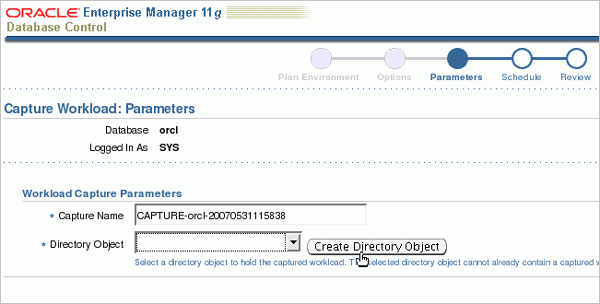 ORACLE Enterprise Manager 11g
Database Control
Plan Environment Options Parameters Schedule Review
Capture Workload: Parameters
Database orcl
Logged In As SYS
Workload Capture Parameters
* Capture Name CAPTURE-orcl-20070531115838
* Directory Object Create Directory Object
Select a directory object to hold the captured workload. selected directory object cannot already contain a captured